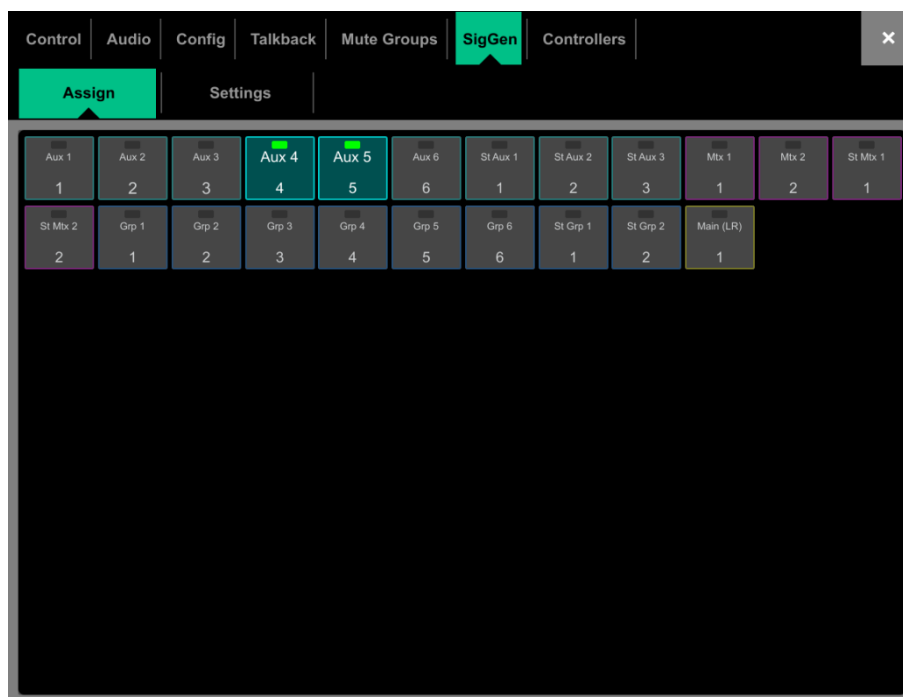 Control Audio Config Talkback Mute Groups SigGen Controllers ×
Assign Settings
Aux 1 Aux 2 Aux 3 Aux 4 Aux 5 Aux 6 St Aux 1 St Aux 2 St Aux 3 Mtx 1 Mtx 2 St Mtx 1
1 2 3 4 5 6 1 2 3 1 2 1
St Mtx 2 Grp 1 Grp 2 Grp 3 Grp 4 Grp 5 Grp 6 St Grp 1 St Grp 2 Main (LR)
2 1 2 3 4 5 6 1 2 1